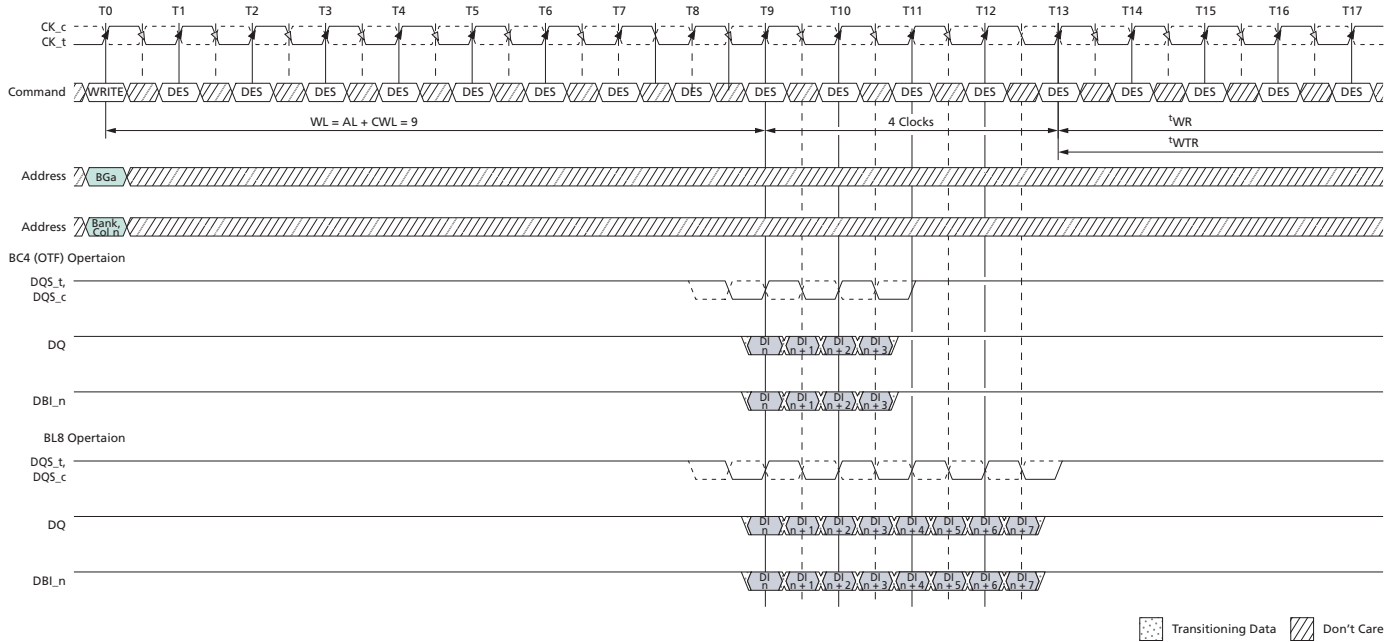 T0 T1 T2 T3 T4 T5 T6 T7 T8 T9 T10 T11 T12 T13 T14 T15 T16 T17
CK_c
CK_t
Command WRITE DES DES DES DES DES DES DES DES DES DES DES DES DES DES DES DES DES
WL = AL + CWL = 9 4 Clocks tWR
tWTR
Address BGa
Address Bank, Col n
BC4 (OTF) Opertaion
DQS_t,
DQS_c
DQ DI n DI n + 1 DI n + 2 DI n + 3
DBI_n DI n DI n + 1 DI n + 2 DI n + 3
BL8 Opertaion
DQS_t,
DQS_c
DQ DI n DI n + 1 DI n + 2 DI n + 3 DI n + 4 DI n + 5 DI n + 6 DI n + 7
DBI_n DI n DI n + 1 DI n + 2 DI n + 3 DI n + 4 DI n + 5 DI n + 6 DI n + 7
Transitioning Data Don't Care